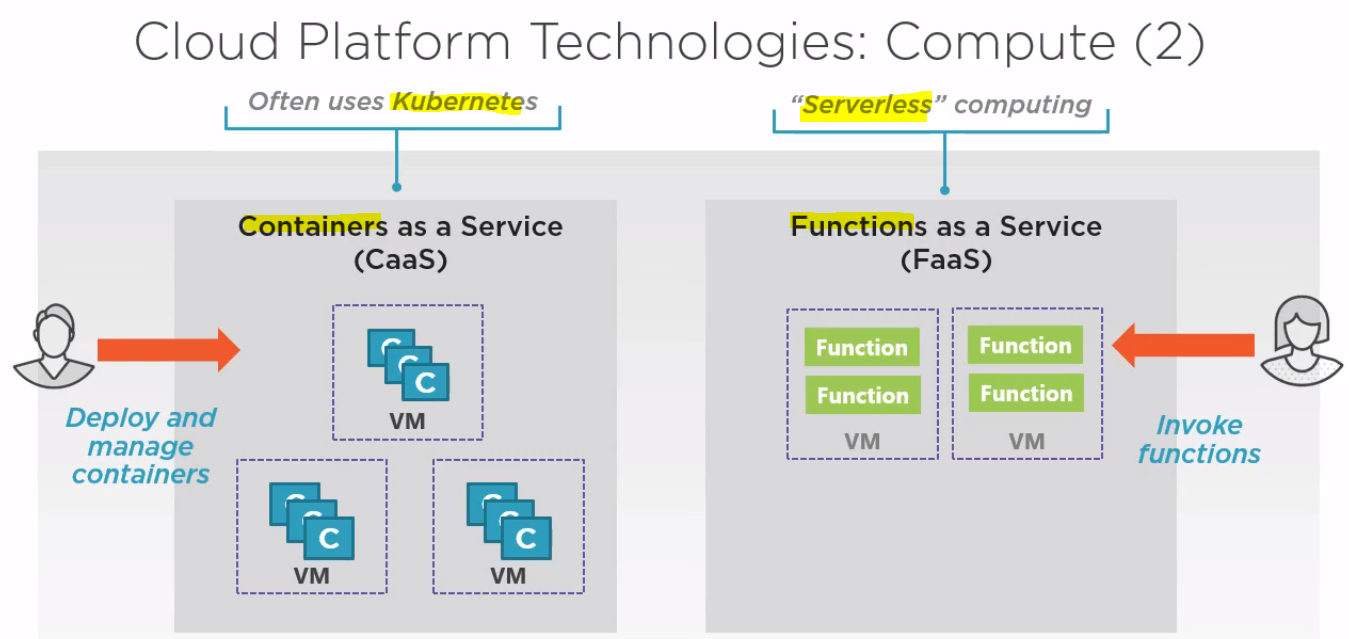 Cloud Platform Technologies: Compute (2)
Often uses Kubernetes
“Serverless” computing
Containers as a Service
(CaaS)
C
C
C
VM
C
C
C
VM
C
C
C
VM
Deploy and
manage
containers
Functions as a Service
(FaaS)
Function
Function
VM
Function
Function
VM
Invoke
functions